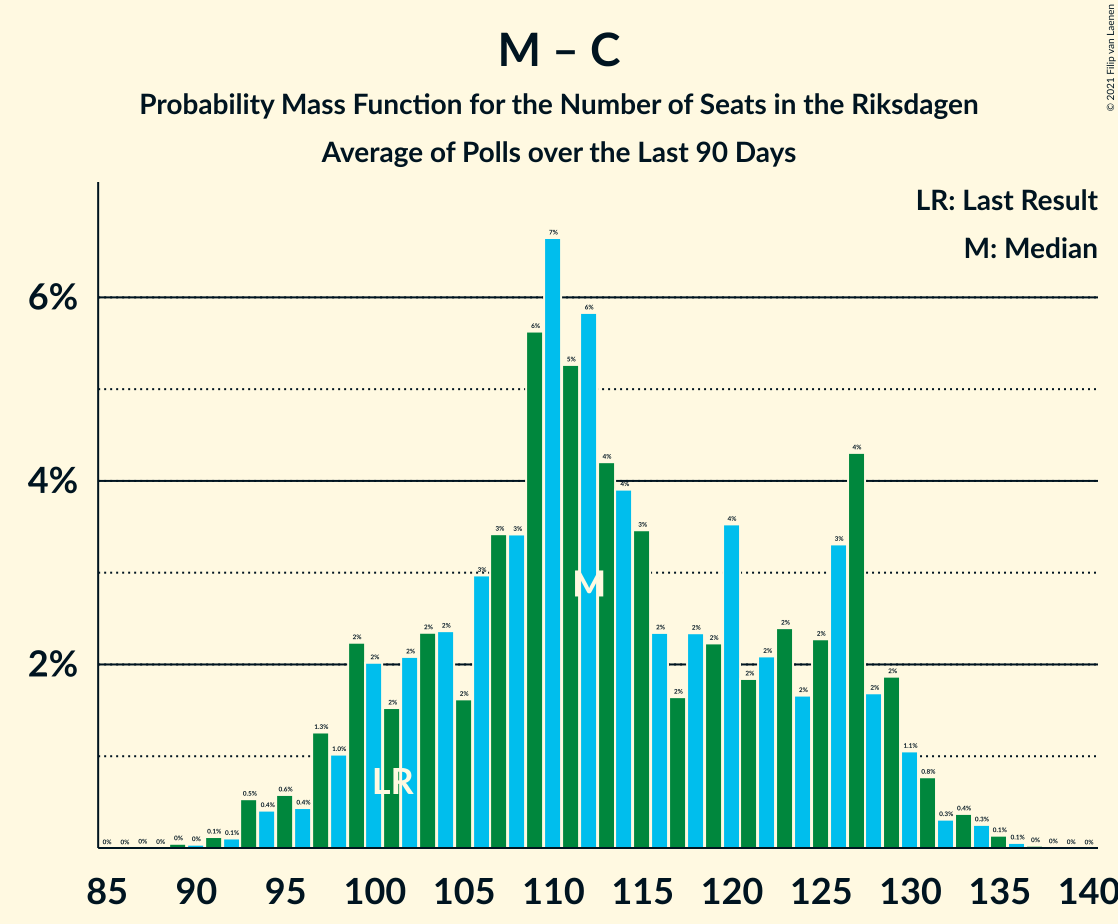 © 2021 Filip van Laenen
M – C
Probability Mass Function for the Number of Seats in the Riksdagen
Average of Polls over the Last 90 Days
LR: Last Result
M: Median
6%
4%
2%
0% 0% 0% 0% 0% 0% 0.1% 0.1% 0.5% 0.4% 0.6% 0.4% 1.3% 1.0% 2% 2% 2% 2% 2% 2% 2% 3% 3% 3% 6% 7% 5% 6% 4% 4% 3% 2% 2% 2% 2% 4% 2% 2% 2% 2% 2% 3% 4% 2% 2% 1.1% 0.8% 0.3% 0.4% 0.3% 0.1% 0.1% 0% 0% 0% 0%
M
LR
85 90 95 100 105 110 115 120 125 130 135 140